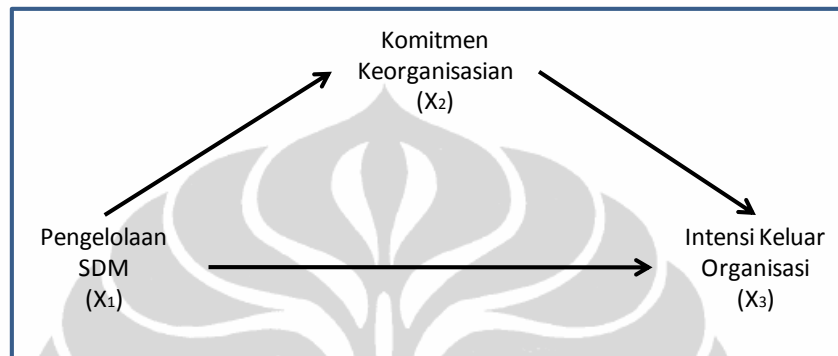 Komitmen
Keorganisasian
(X2)
Pengelolaan
SDM
(X1)
Intensi Keluar
Organisasi
(X3)